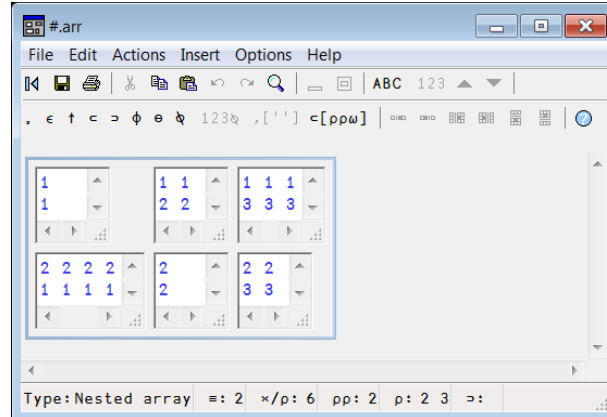 #.arr
File Edit Actions Insert Options Help
ABC 123
, ∊ ↑ ⊂ ⊃ ⌽ ⊖ ⍉ 123⍉ ,[''] ⊂[⍴⍴⍵]
1 1 1 1 1 1
1 2 2 3 3 3
2 2 2 2 2 2 2
1 1 1 1 2 3 3
Type:Nested array ≡: 2 ×/⍴: 6 ⍴⍴: 2 ⍴: 2 3 ⊃: